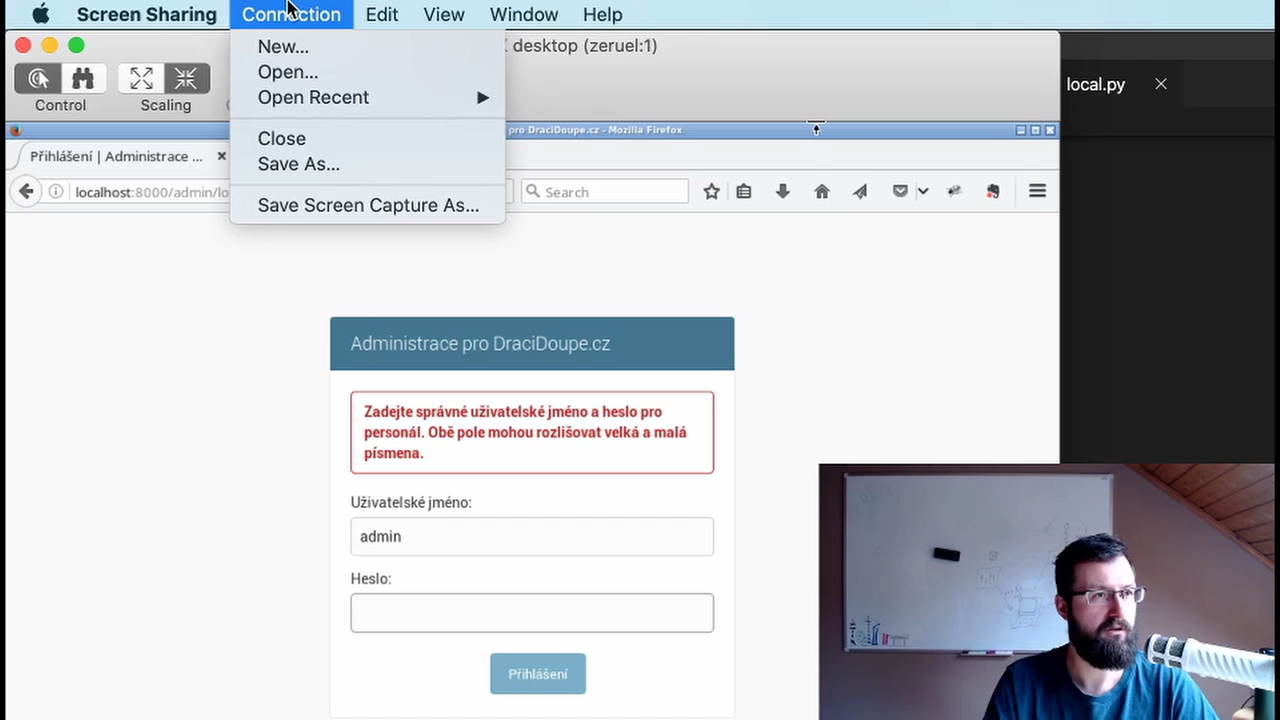 Screen Sharing Connection Edit View Window Help
desktop (zeruel:1)
New...
Open...
Open Recent
Close
Save As...
Save Screen Capture As...
Control Scaling
local.py
pro DraciDoupe.cz - Mozilla Firefox
Přihlášení | Administrace ...
localhost:8000/admin/lo
Search
Administrace pro DraciDoupe.cz
Zadejte správné uživatelské jméno a heslo pro
personál. Obě pole mohou rozlišovat velká a malá
písmena.
Uživatelské jméno:
admin
Heslo:
Přihlášení